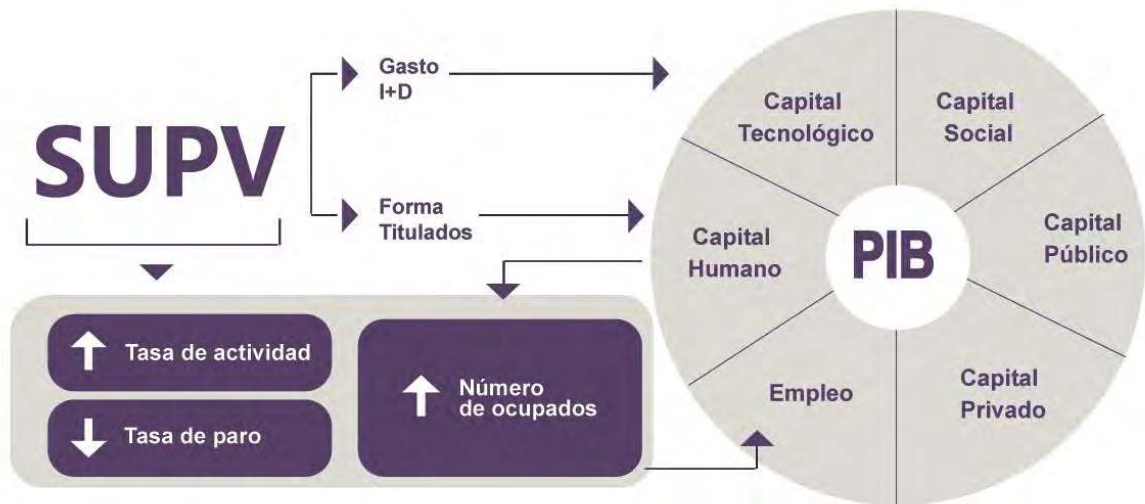 SUPV
Gasto
I+D
Forma
Titulados
Tasa de actividad
Tasa de paro
Número
de ocupados
Capital
Tecnológico
Capital
Social
Capital
Humano
PIB
Capital
Público
Empleo
Capital
Privado